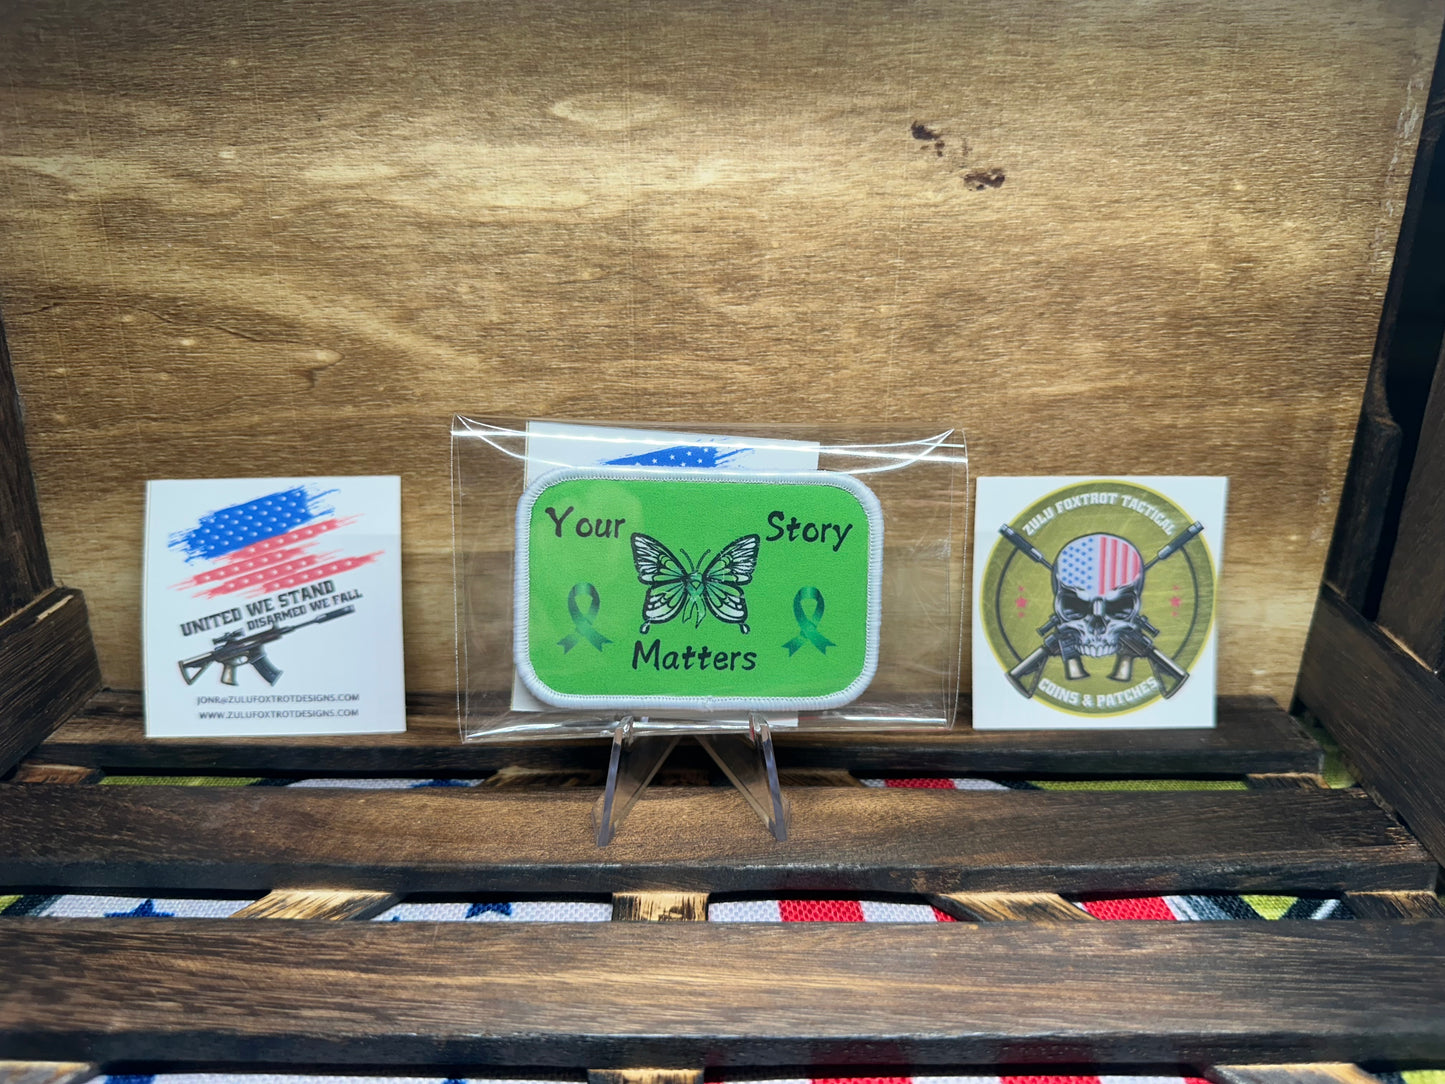 UNITED WE STAND
DISARMED WE FALL
JONR@ZULUFOXTROTDESIGNS.COM
WWW.ZULUFOXTROTDESIGNS.COM
Your Story
Matters
ZULU FOXTROT TACTICAL
COINS & PATCHES